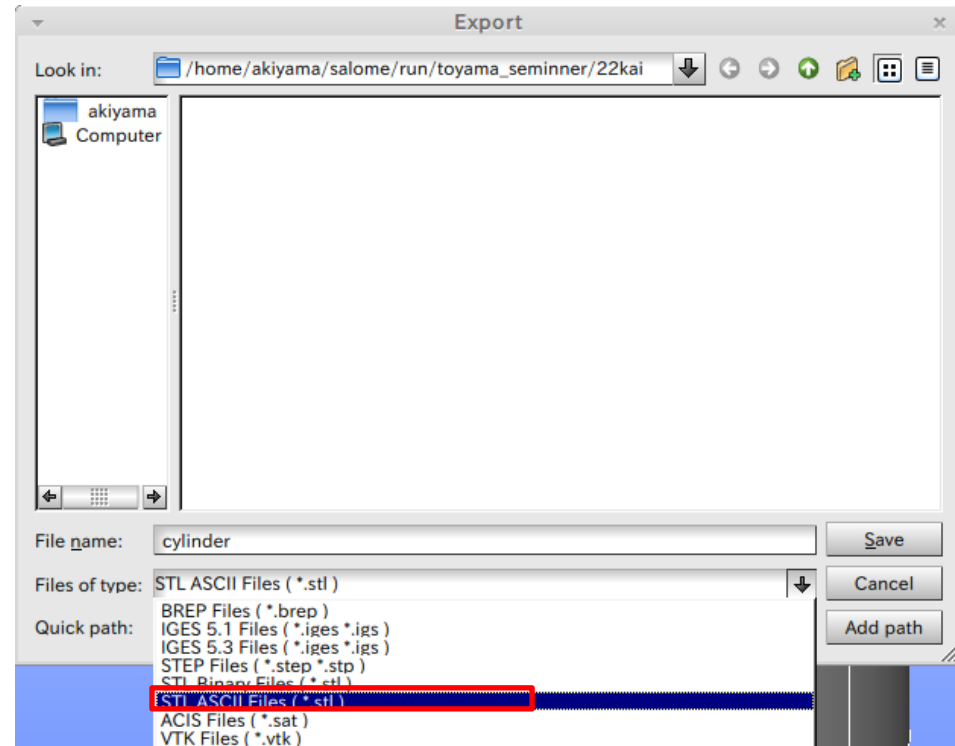 Export
Look in: /home/akiyama/salome/run/toyama_seminner/22kai
akiyama
Computer
File name: cylinder Save
Files of type: STL ASCII Files ( *.stl ) Cancel
Quick path: Add path
BREP Files ( *.brep )
IGES 5.1 Files ( *.iges *.igs )
IGES 5.3 Files ( *.iges *.igs )
STEP Files ( *.step *.stp )
STL Binary Files ( *.stl )
STL ASCII Files ( *.stl )
ACIS Files ( *.sat )
VTK Files ( *.vtk )